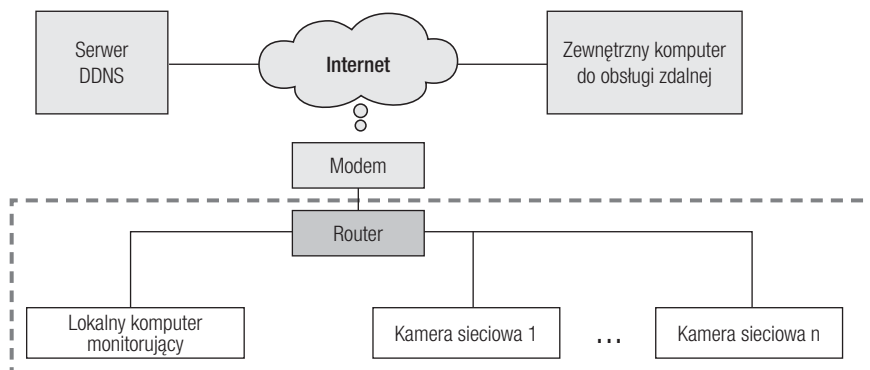 Serwer
DDNS
Internet
Zewnętrzny komputer
do obsługi zdalnej
Modem
Router
Lokalny komputer
monitorujący
Kamera sieciowa 1
...
Kamera sieciowa n